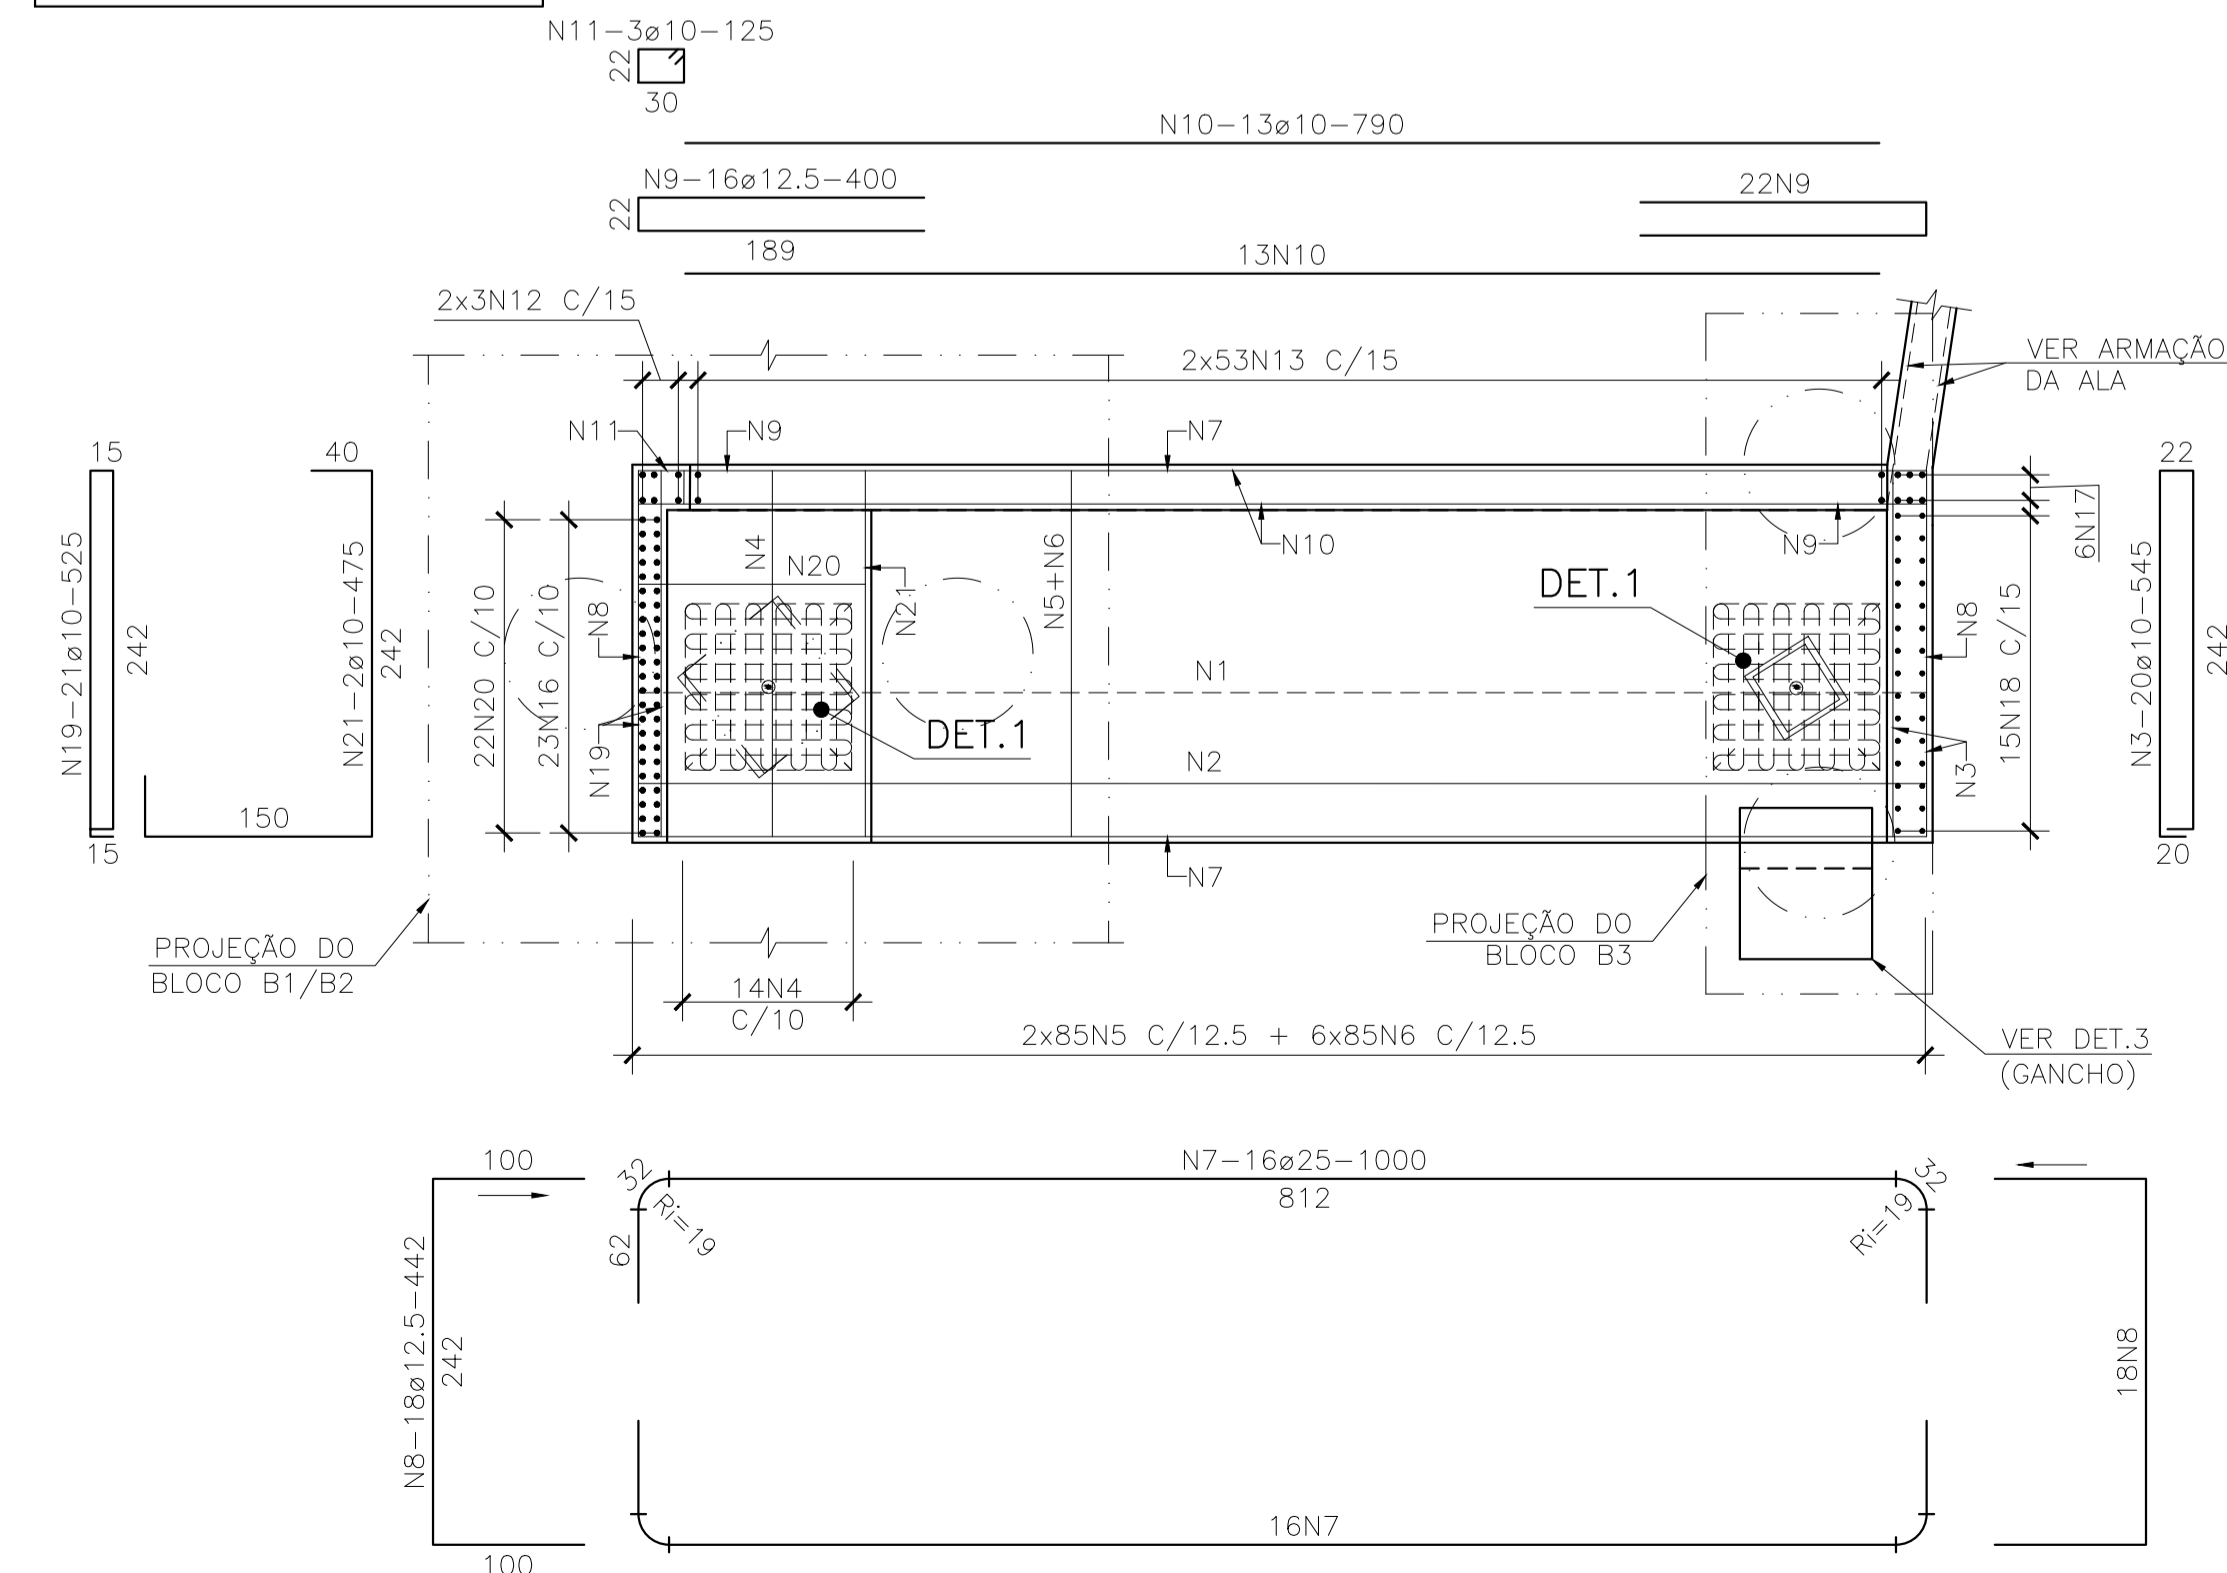 N11-3ø10-125
22
30
N10-13ø10-790
N9-16ø12.5-400
22N9
22
189
13N10
2x3N12 C/15
2x53N13 C/15
VER ARMAÇÃO
DA ALA
N11
N9
N7
15
40
22
N19-21ø10-525
242
N21-2ø10-475
242
22N20 C/10
23N16 C/10
N8
N19
N4
N20
N21
N5+N6
N10
N9
6N17
DET.1
N1
N8
15N18 C/15
N3-20ø10-545
242
DET.1
N2
N3
150
15
20
N7
PROJEÇÃO DO
BLOCO B1/B2
PROJEÇÃO DO
BLOCO B3
14N4
C/10
2x85N5 C/12.5 + 6x85N6 C/12.5
VER DET.3
(GANCHO)
100
32
N7-16ø25-1000
812
32
Ri=19
Ri=19
62
N8-18ø12.5-442
242
18N8
16N7
100